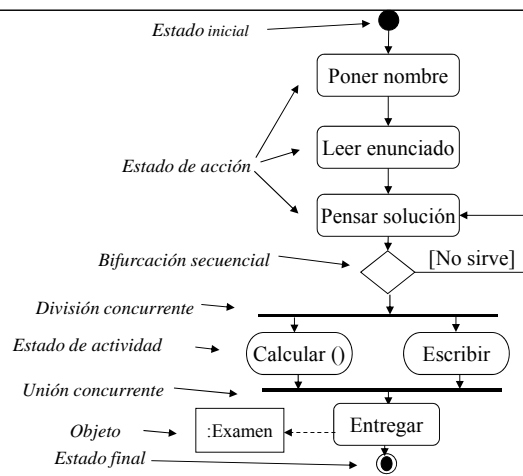 Estado inicial
Poner nombre
Leer enunciado
Estado de acción
Pensar solución
Bifurcación secuencial
[No sirve]
División concurrente
Estado de actividad
Calcular ()
Escribir
Unión concurrente
Objeto
:Examen
Entregar
Estado final